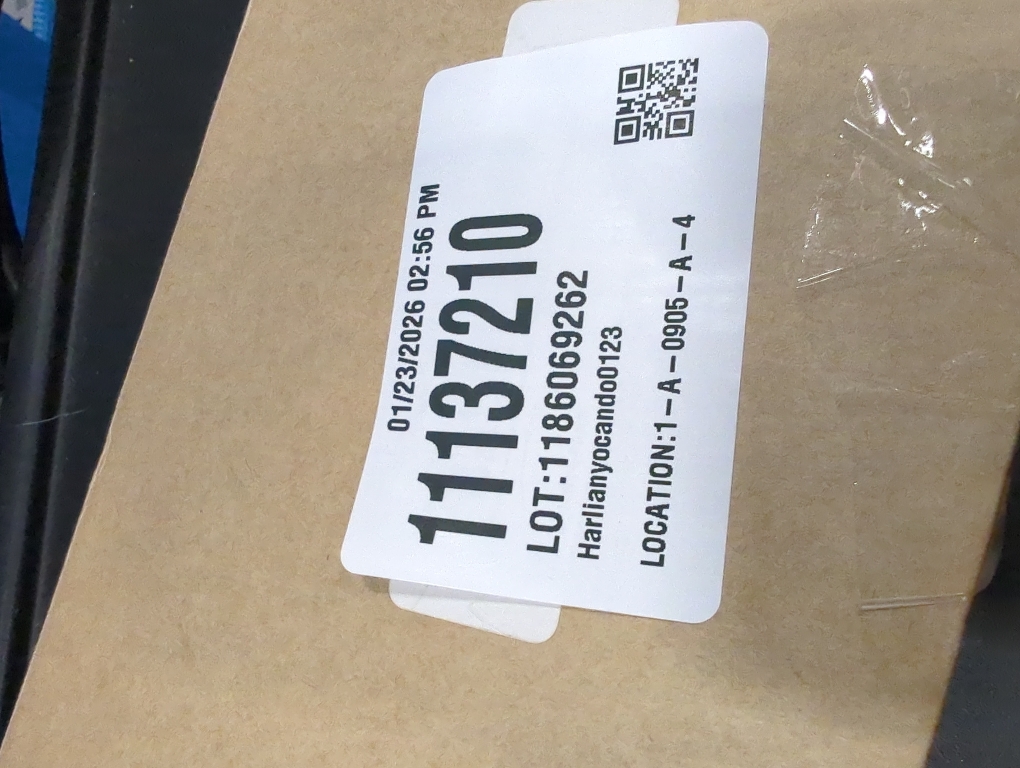 01/23/2026 02:56 PM
11137210
LOT:1186069262
Harlianyocando0123
LOCATION:1-A-0905-A-4